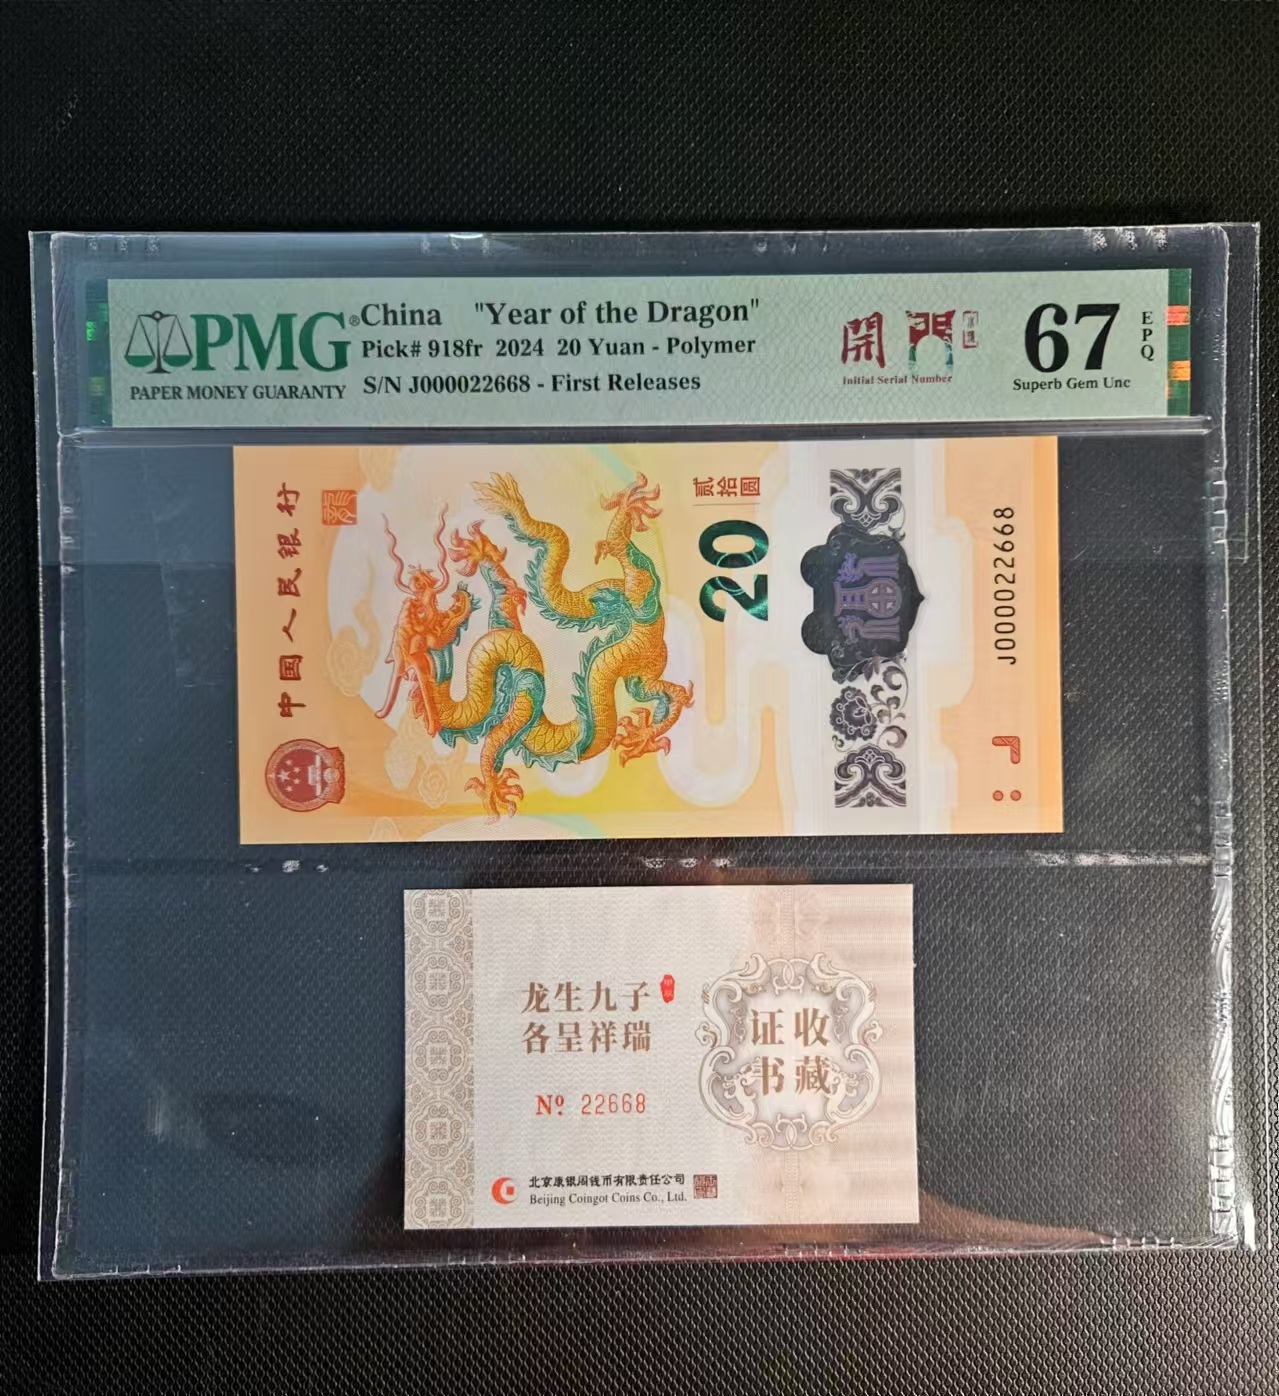 PMG®
PAPER MONEY GUARANTY
China "Year of the Dragon"
Pick# 918fr 2024 20 Yuan - Polymer
S/N J000022668 - First Releases
開門
Initial Serial Number
67
EPQ
Superb Gem Unc
中国人民银行
贰拾圆
20
福
J000022668
龙生九子
各呈祥瑞
Nº 22668
收藏
证书
北京康银阁钱币有限责任公司
Beijing Coingot Coins Co., Ltd.